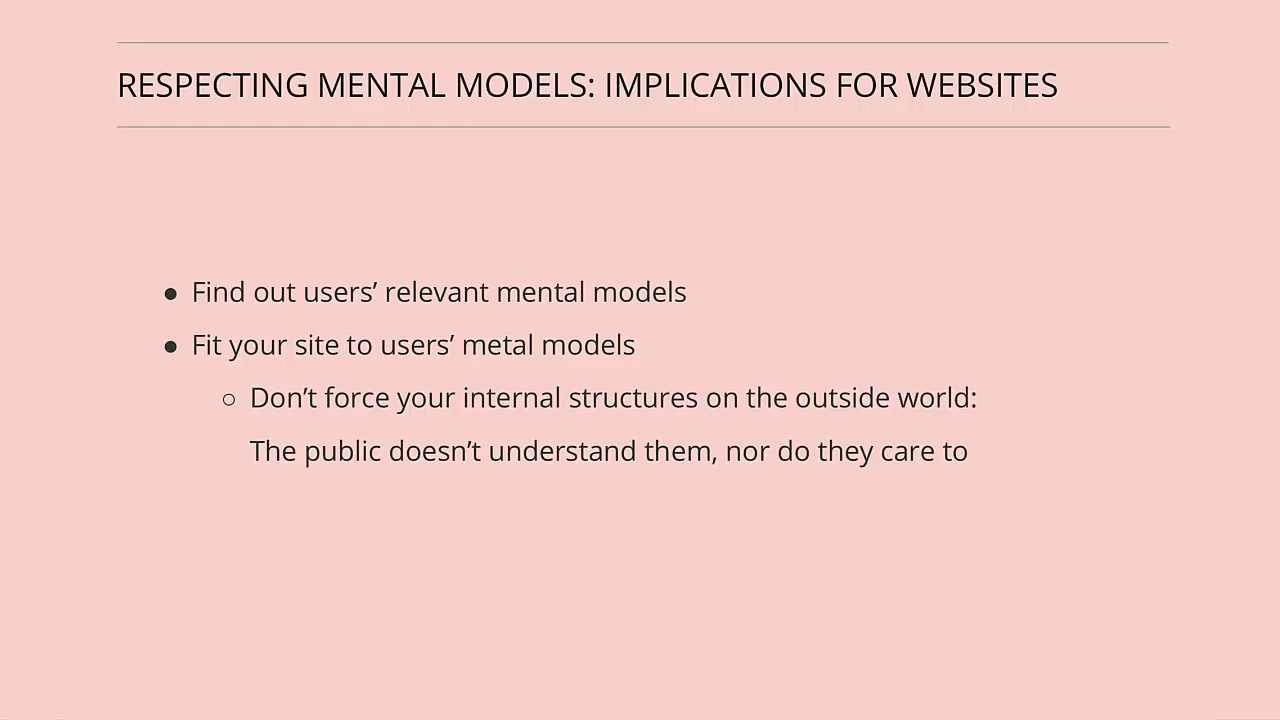 RESPECTING MENTAL MODELS: IMPLICATIONS FOR WEBSITES
● Find out users’ relevant mental models
● Fit your site to users’ metal models
○ Don’t force your internal structures on the outside world:
The public doesn’t understand them, nor do they care to